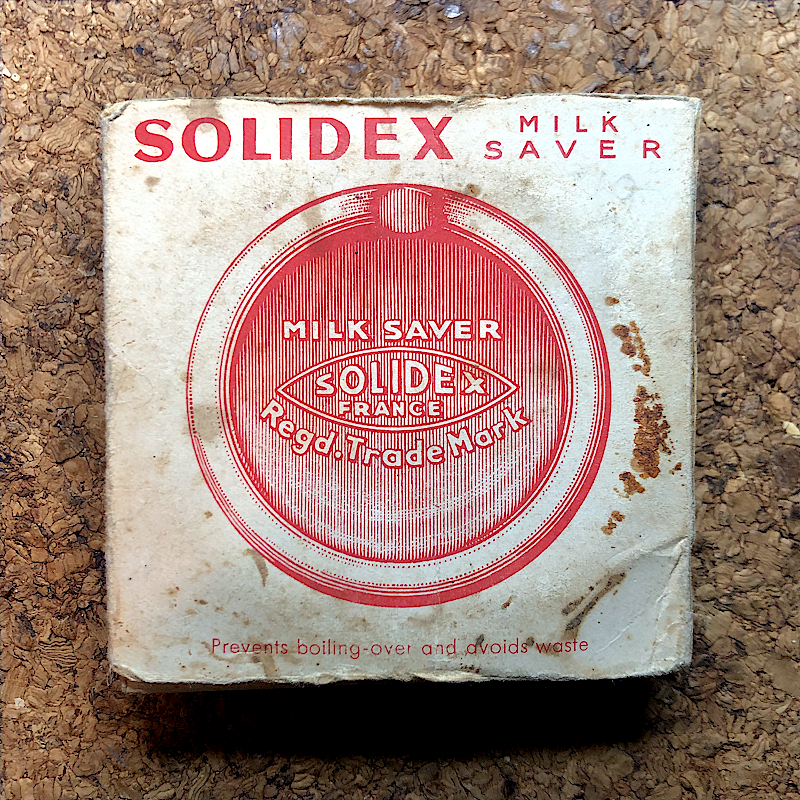 SOLIDEX MILK SAVER
MILK SAVER
SOLIDEX
FRANCE
Regd. Trade Mark
Prevents boiling-over and avoids waste